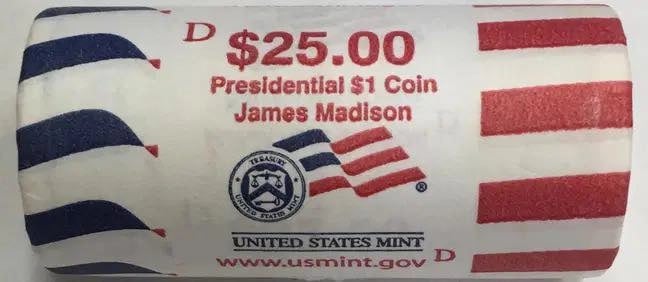 D $25.00
Presidential $1 Coin
James Madison
TREASURY
UNITED STATES MINT
®
UNITED STATES MINT
www.usmint.gov D